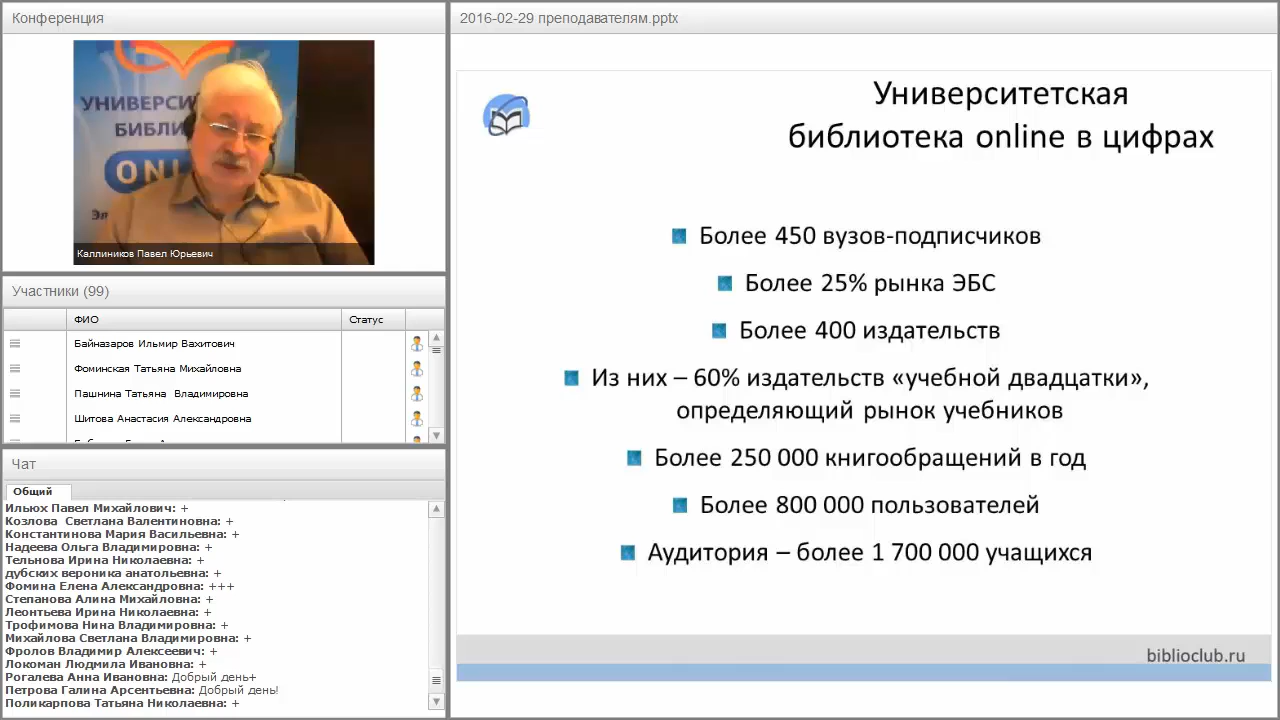 Конференция
УНИВЕРСИ
БИБЛИ
ONL
Эл
Каллиников Павел Юрьевич
Участники (99)
ФИО
Статус
Байназаров Ильмир Вахитович
Фоминская Татьяна Михайловна
Пашнина Татьяна Владимировна
Шитова Анастасия Александровна
Чат
Общий
Ильюх Павел Михайлович: +
Козлова Светлана Валентиновна: +
Константинова Мария Васильевна: +
Надеева Ольга Владимировна: +
Тельнова Ирина Николаевна: +
дубских вероника анатольевна: +
Фомина Елена Александровна: +++
Степанова Алина Михайловна: +
Леонтьева Ирина Николаевна: +
Трофимова Нина Владимировна: +
Михайлова Светлана Владимировна: +
Фролов Владимир Алексеевич: +
Локоман Людмила Ивановна: +
Рогалева Анна Ивановна: Добрый день+
Петрова Галина Арсентьевна: Добрый день!
Поликарпова Татьяна Николаевна: +
2016-02-29 преподавателям.pptx
Университетская
библиотека online в цифрах
Более 450 вузов-подписчиков
Более 25% рынка ЭБС
Более 400 издательств
Из них – 60% издательств «учебной двадцатки»,
определяющий рынок учебников
Более 250 000 книгообращений в год
Более 800 000 пользователей
Аудитория – более 1 700 000 учащихся
biblioclub.ru